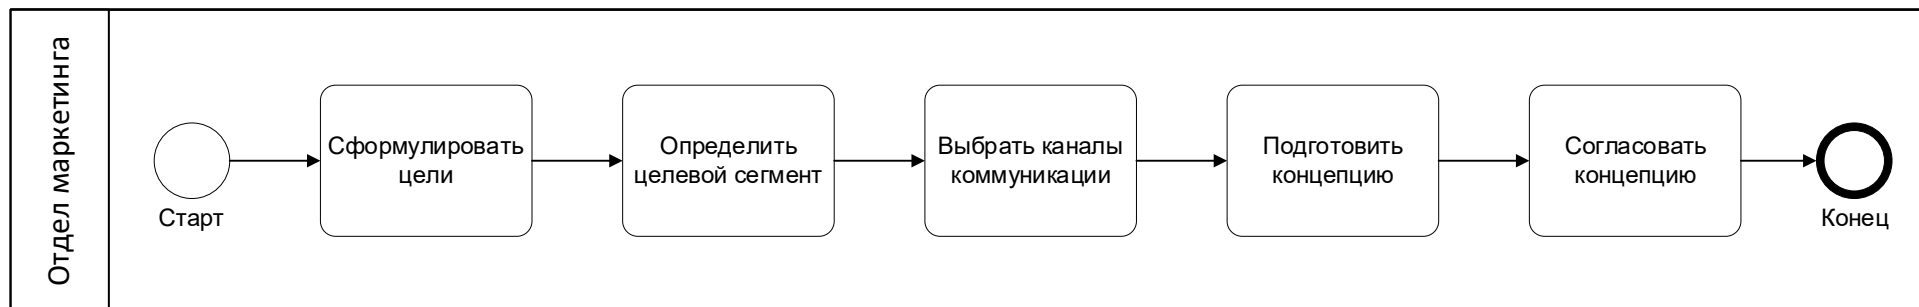 Отдел маркетинга
Старт
Сформулировать
цели
Определить
целевой сегмент
Выбрать каналы
коммуникации
Подготовить
концепцию
Согласовать
концепцию
Конец